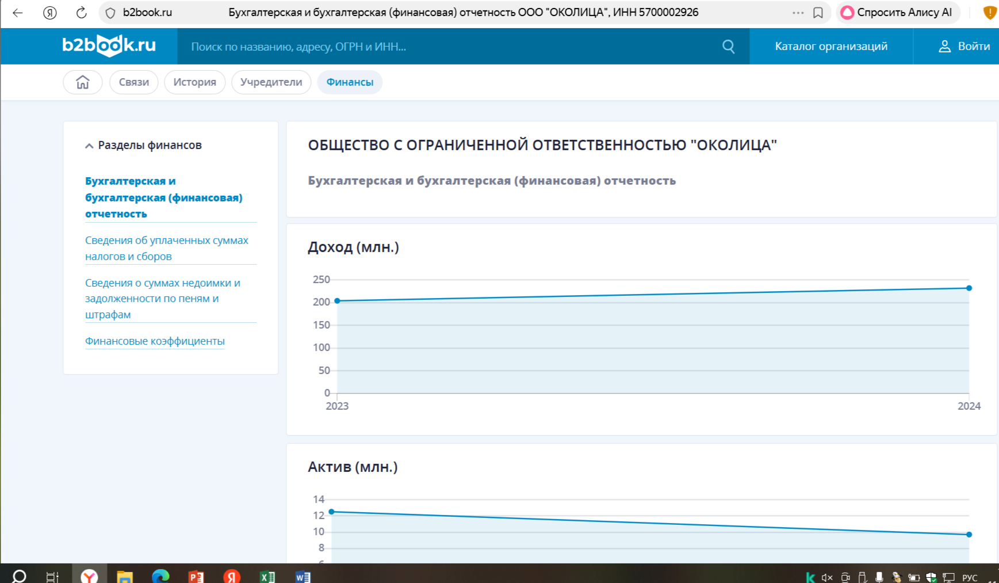 b2book.ru
Бухгалтерская и бухгалтерская (финансовая) отчетность ООО "ОКОЛИЦА", ИНН 5700002926
Спросить Алису AI
b2book.ru
Поиск по названию, адресу, ОГРН и ИНН...
Каталог организаций
Войти
Связи
История
Учредители
Финансы
Разделы финансов
Бухгалтерская и
бухгалтерская (финансовая)
отчетность
Сведения об уплаченных суммах
налогов и сборов
Сведения о суммах недоимки и
задолженности по пеням и
штрафам
Финансовые коэффициенты
ОБЩЕСТВО С ОГРАНИЧЕННОЙ ОТВЕТСТВЕННОСТЬЮ "ОКОЛИЦА"
Бухгалтерская и бухгалтерская (финансовая) отчетность
Доход (млн.)
250
200
150
100
50
0
2023
2024
Актив (млн.)
14
12
10
8
РУС